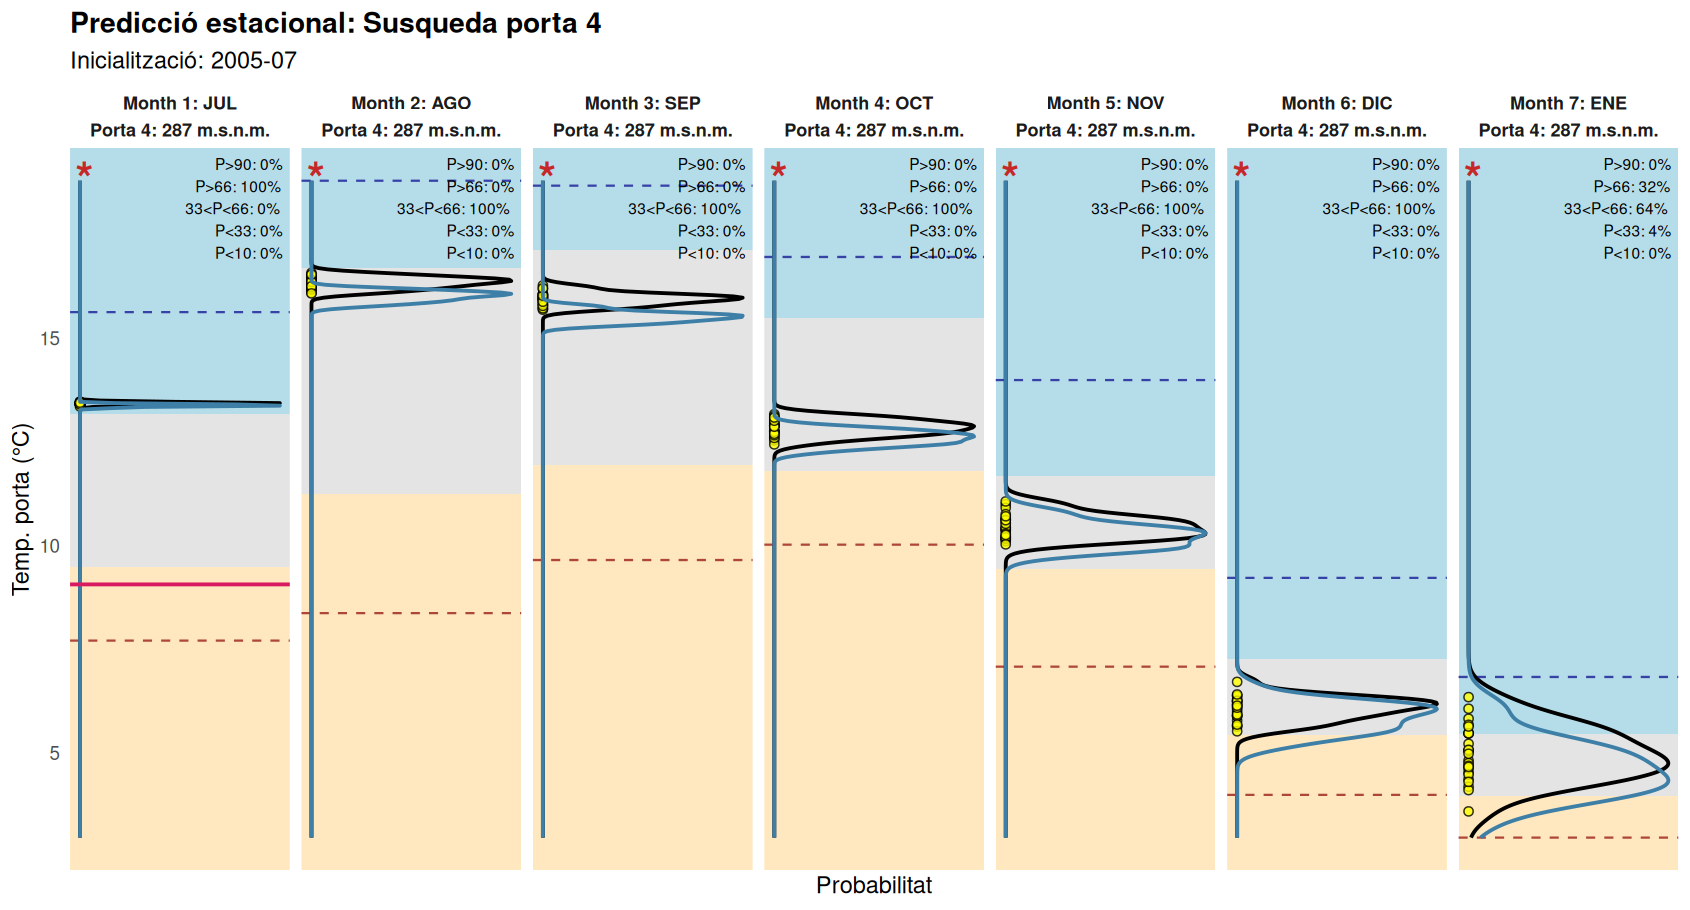 Predicció estacional: Susqueda porta 4
Inicialització: 2005-07
Month 1: JUL
Porta 4: 287 m.s.n.m.
Month 2: AGO
Porta 4: 287 m.s.n.m.
Month 3: SEP
Porta 4: 287 m.s.n.m.
Month 4: OCT
Porta 4: 287 m.s.n.m.
Month 5: NOV
Porta 4: 287 m.s.n.m.
Month 6: DIC
Porta 4: 287 m.s.n.m.
Month 7: ENE
Porta 4: 287 m.s.n.m.
*
P>90: 0%
P>66: 100%
33<P<66: 0%
P<33: 0%
P<10: 0%
*
P>90: 0%
P>66: 0%
33<P<66: 100%
P<33: 0%
P<10: 0%
*
P>90: 0%
P>66: 0%
33<P<66: 100%
P<33: 0%
P<10: 0%
*
P>90: 0%
P>66: 0%
33<P<66: 100%
P<33: 0%
P<10: 0%
*
P>90: 0%
P>66: 0%
33<P<66: 100%
P<33: 0%
P<10: 0%
*
P>90: 0%
P>66: 0%
33<P<66: 100%
P<33: 0%
P<10: 0%
*
P>90: 0%
P>66: 32%
33<P<66: 64%
P<33: 4%
P<10: 0%
15
10
5
Temp. porta (°C)
Probabilitat